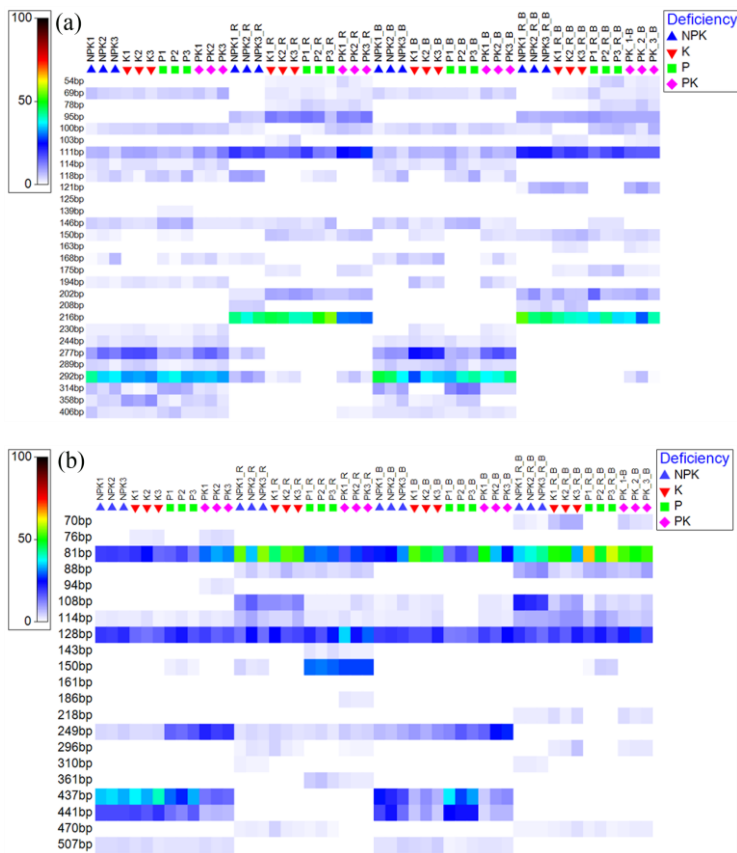 (a)
100
50
0
NPK1 NPK2 NPK3 K1 K2 K3 P1 P2 P3 PK1 PK2 PK3 NPK1_R NPK2_R NPK3_R K1_R K2_R K3_R P1_R P2_R P3_R PK1_R PK2_R PK3_R NPK1_B NPK2_B NPK3_B K1_B K2_B K3_B P1_B P2_B P3_B PK1_B PK2_B PK3_B NPK1_R_B NPK2_R_B NPK3_R_B K1_R_B K2_R_B K3_R_B P1_R_B P2_R_B P3_R_B PK_1-B PK_2_B PK_3_B
Deficiency
NPK
K
P
PK
54bp
69bp
78bp
95bp
100bp
103bp
111bp
114bp
118bp
121bp
125bp
139bp
146bp
150bp
163bp
168bp
175bp
194bp
202bp
208bp
216bp
230bp
244bp
277bp
289bp
292bp
314bp
358bp
406bp
(b)
100
50
0
NPK1 NPK2 NPK3 K1 K2 K3 P1 P2 P3 PK1 PK2 PK3 NPK1_R NPK2_R NPK3_R K1_R K2_R K3_R P1_R P2_R P3_R PK1_R PK2_R PK3_R NPK1_B NPK2_B NPK3_B K1_B K2_B K3_B P1_B P2_B P3_B PK1_B PK2_B PK3_B NPK1_R_B NPK2_R_B NPK3_R_B K1_R_B K2_R_B K3_R_B P1_R_B P2_R_B P3_R_B PK_1-B PK_2_B PK_3_B
Deficiency
NPK
K
P
PK
70bp
76bp
81bp
88bp
94bp
108bp
114bp
128bp
143bp
150bp
161bp
186bp
218bp
249bp
296bp
310bp
361bp
437bp
441bp
470bp
507bp